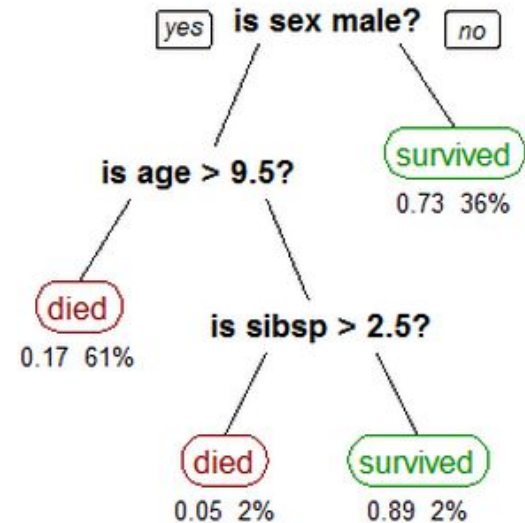 yes is sex male? no
survived
0.73 36%
is age > 9.5?
died
0.17 61%
is sibsp > 2.5?
died survived
0.05 2% 0.89 2%